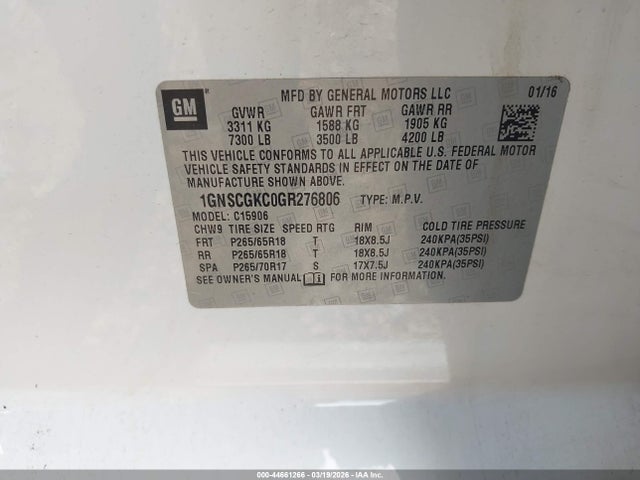 GM
MFD BY GENERAL MOTORS LLC 01/16
GVWR GAWR FRT GAWR RR
3311 KG 1588 KG 1905 KG
7300 LB 3500 LB 4200 LB
THIS VEHICLE CONFORMS TO ALL APPLICABLE U.S. FEDERAL MOTOR
VEHICLE SAFETY STANDARDS IN EFFECT ON THE DATE OF
MANUFACTURE SHOWN ABOVE.
1GNSCGKC0GR276806 TYPE: M.P.V.
MODEL: C15906
CHW9 TIRE SIZE SPEED RTG RIM COLD TIRE PRESSURE
FRT P265/65R18 T 18X8.5J 240KPA(35PSI)
RR P265/65R18 T 18X8.5J 240KPA(35PSI)
SPA P265/70R17 S 17X7.5J 240KPA(35PSI)
SEE OWNER'S MANUAL FOR MORE INFORMATION.
000-44661266 - 03/19/2026 - IAA Inc.